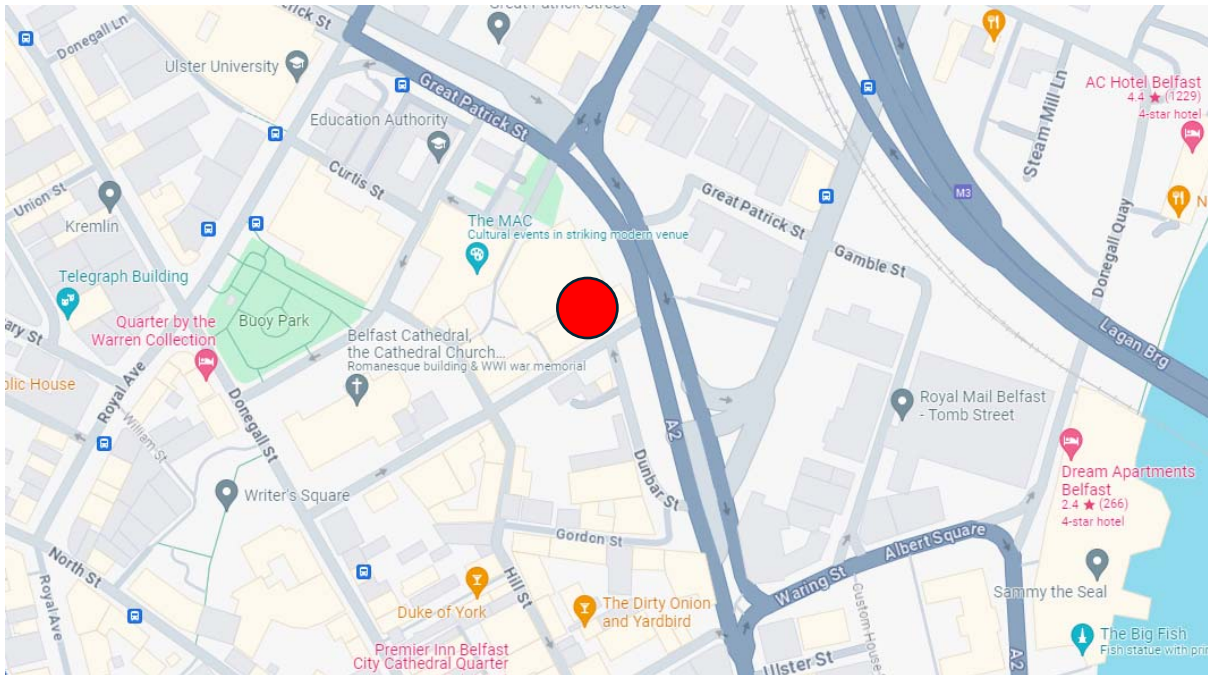 Great Patrick Street
Patrick St
Donegall Ln
Ulster University
Great Patrick St
Education Authority
AC Hotel Belfast
4.4 ★ (1229)
4-star hotel
Steam Mill Ln
Union St
Kremlin
Curtis St
M3
Great Patrick St
The MAC
Cultural events in striking modern venue
Donegall Quay
Gamble St
Telegraph Building
Quarter by the
Warren Collection
Buoy Park
Belfast Cathedral,
the Cathedral Church...
Romanesque building & WWI war memorial
Lagan Brg
Royal Ave
William St
Donegall St
Royal Mail Belfast
- Tomb Street
A2
Dunbar St
Dream Apartments
Belfast
2.4 ★ (266)
4-star hotel
Writer's Square
Gordon St
Albert Square
Waring St
North St
Royal Ave
Hill St
Duke of York
The Dirty Onion
and Yardbird
Sammy the Seal
Custom House
Premier Inn Belfast
City Cathedral Quarter
Ulster St
A2
The Big Fish
Fish statue with prin